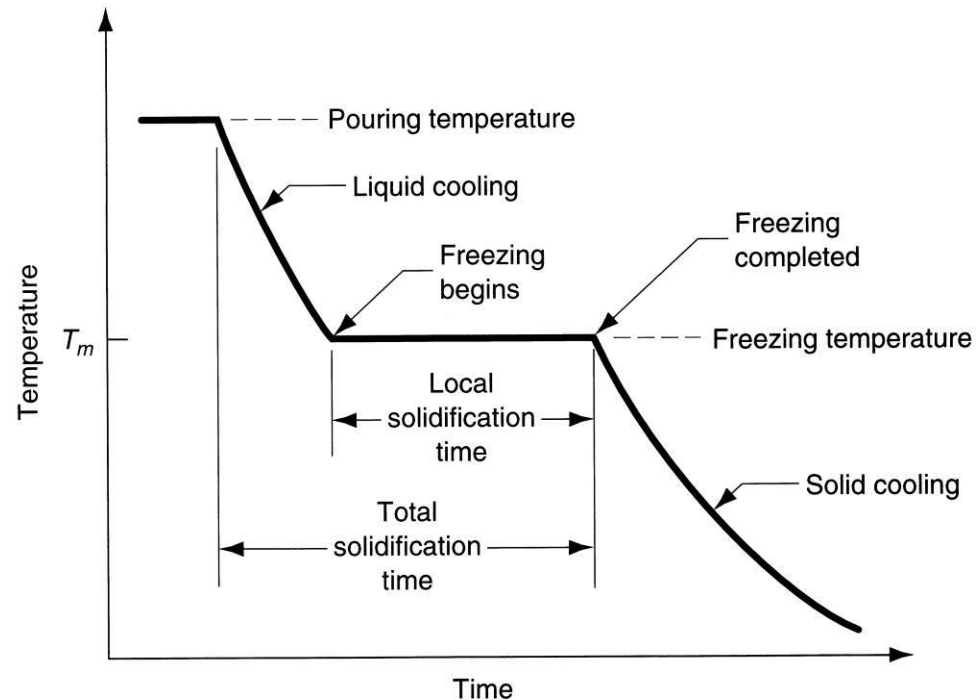 Pouring temperature
Liquid cooling
Freezing
begins
Freezing
completed
Temperature
T_m
Freezing temperature
Local
solidification
time
Solid cooling
Total
solidification
time
Time